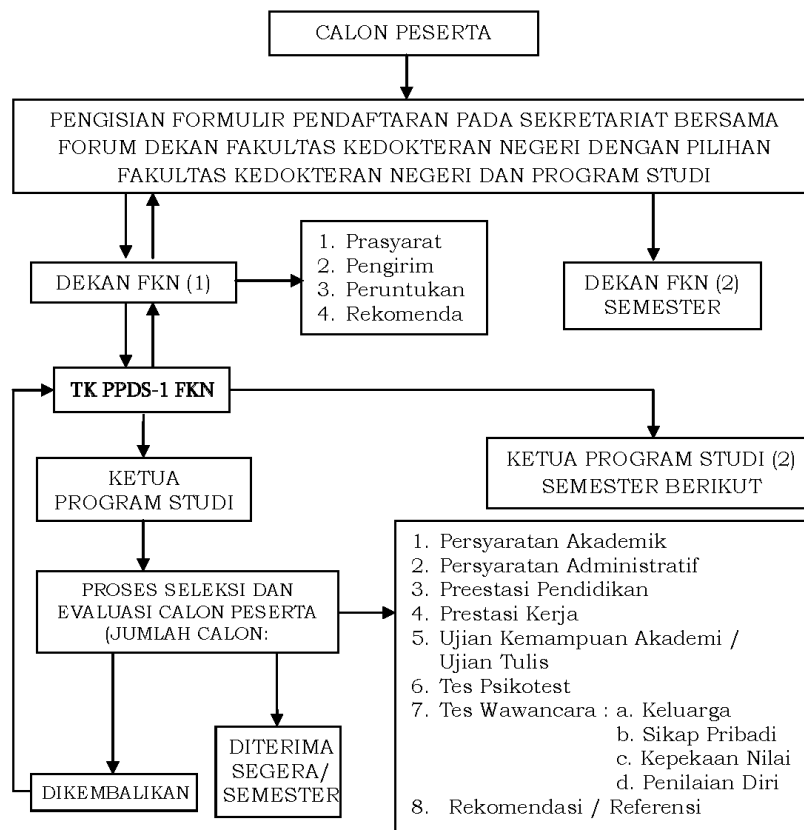 CALON PESERTA
PENGISIAN FORMULIR PENDAFTARAN PADA SEKRETARIAT BERSAMA
FORUM DEKAN FAKULTAS KEDOKTERAN NEGERI DENGAN PILIHAN
FAKULTAS KEDOKTERAN NEGERI DAN PROGRAM STUDI
DEKAN FKN (1)
1. Prasyarat
2. Pengirim
3. Peruntukan
4. Rekomenda
DEKAN FKN (2)
SEMESTER
TK PPDS-1 FKN
KETUA
PROGRAM STUDI
KETUA PROGRAM STUDI (2)
SEMESTER BERIKUT
PROSES SELEKSI DAN
EVALUASI CALON PESERTA
(JUMLAH CALON:
1. Persyaratan Akademik
2. Persyaratan Administratif
3. Preestasi Pendidikan
4. Prestasi Kerja
5. Ujian Kemampuan Akademi /
Ujian Tulis
6. Tes Psikotest
7. Tes Wawancara : a. Keluarga
b. Sikap Pribadi
c. Kepekaan Nilai
d. Penilaian Diri
8. Rekomendasi / Referensi
DIKEMBALIKAN
DITERIMA
SEGERA/
SEMESTER